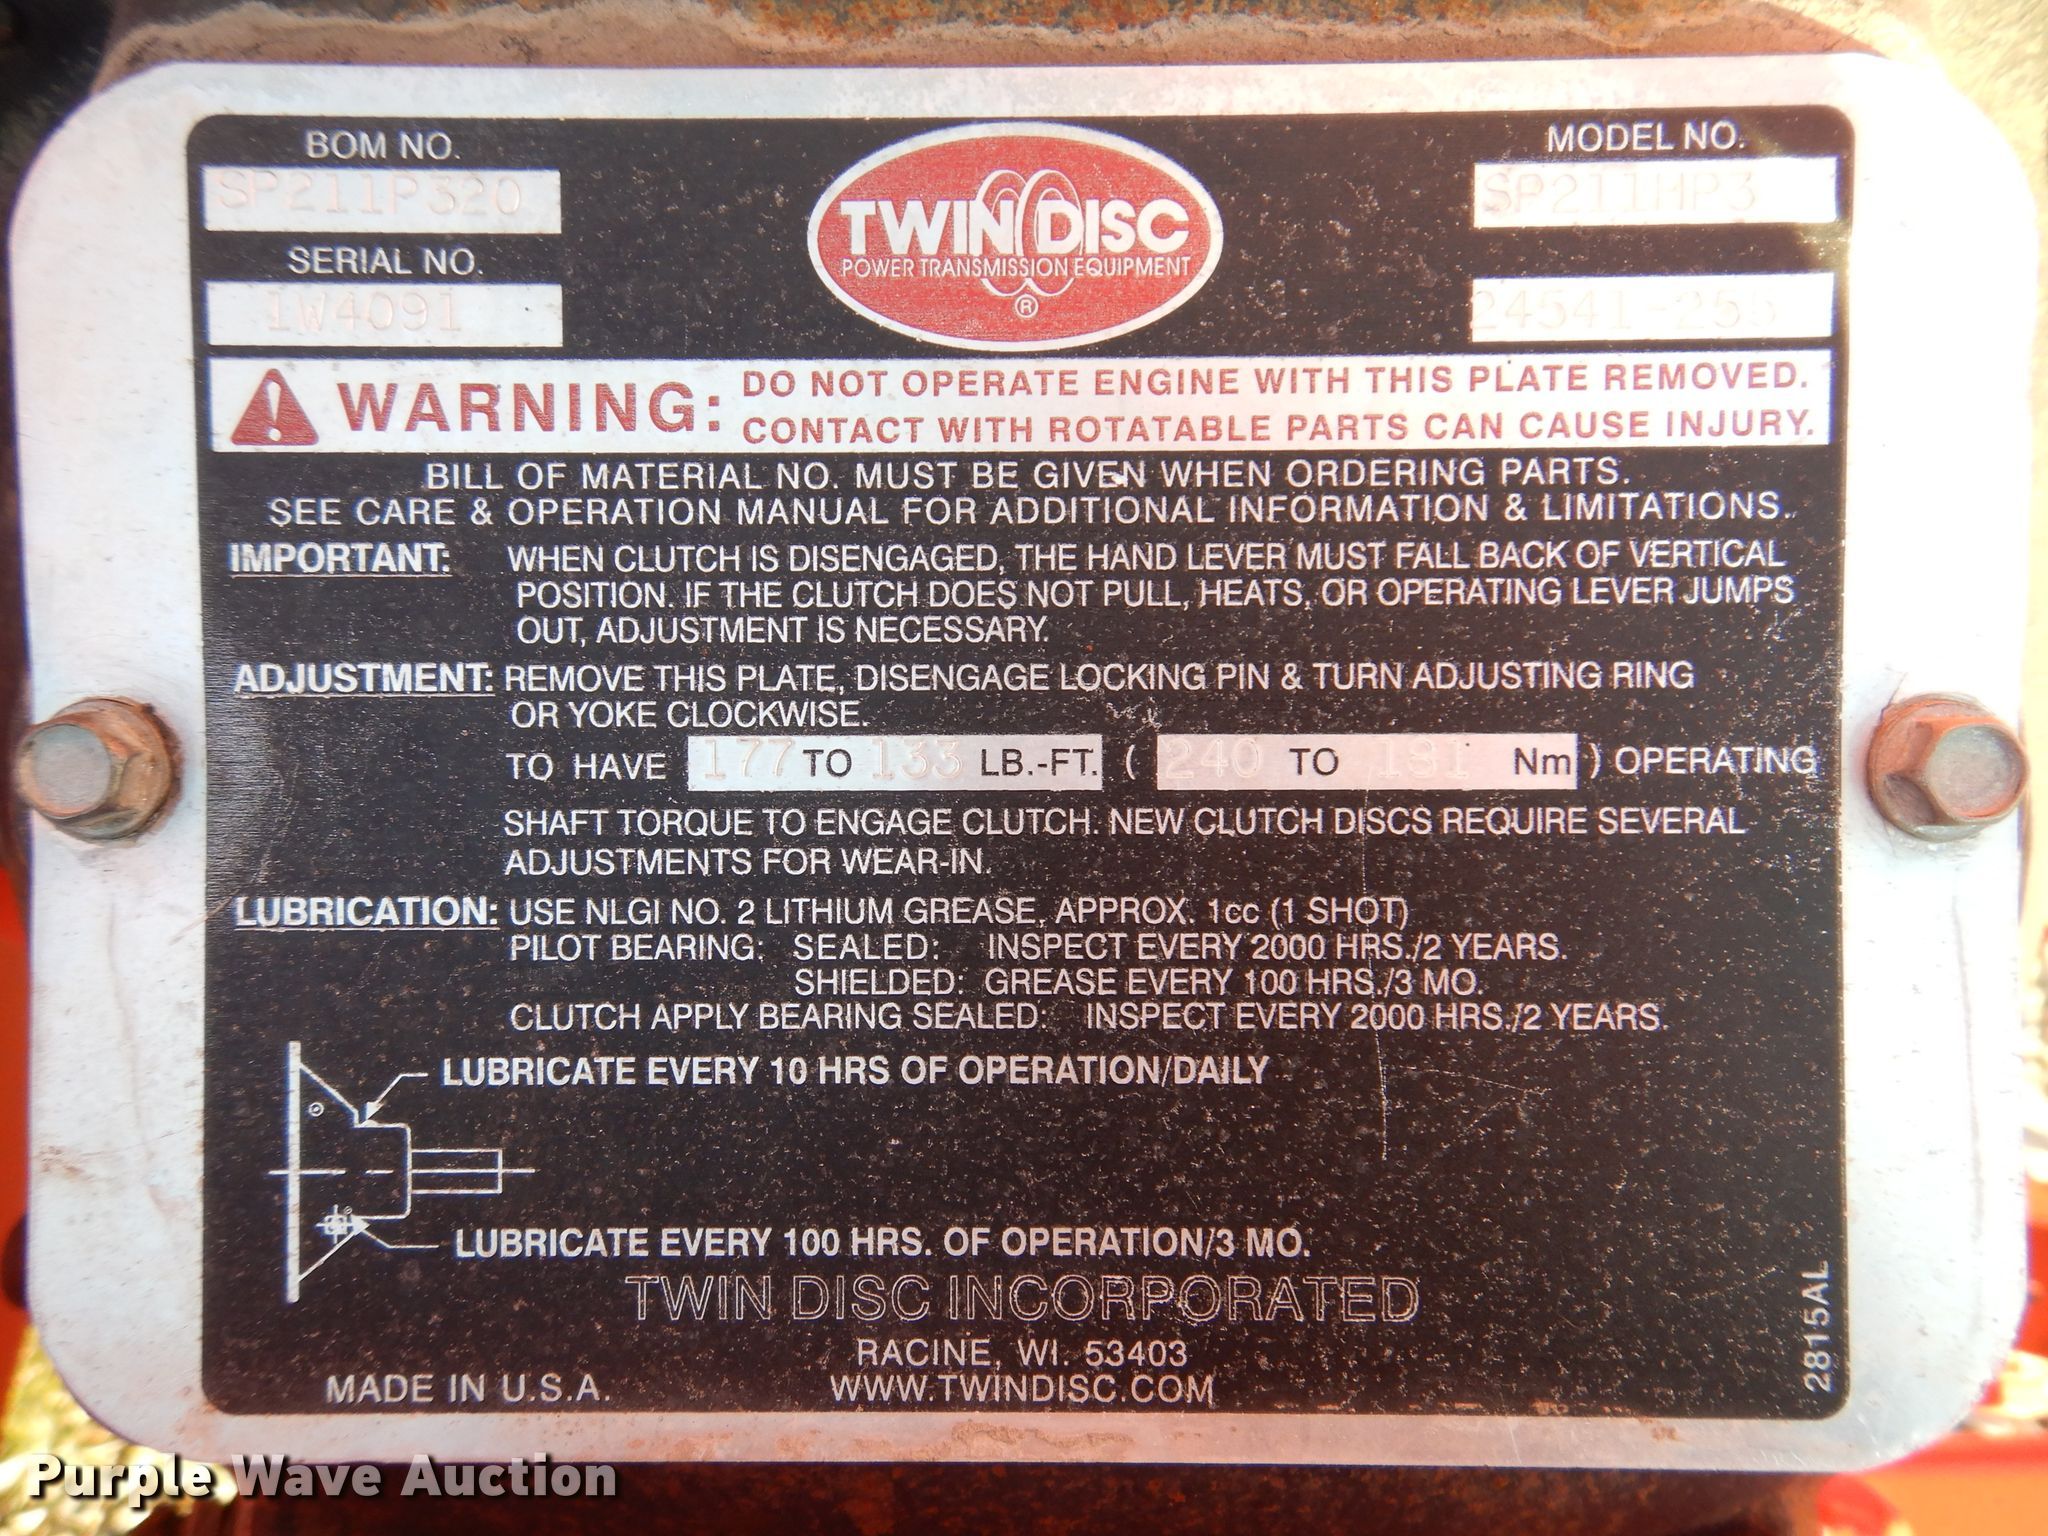 BOM NO.
SP211P320
SERIAL NO.
1W4091
TWIN DISC
POWER TRANSMISSION EQUIPMENT
®
MODEL NO.
SP211HP3
24541-255
WARNING: DO NOT OPERATE ENGINE WITH THIS PLATE REMOVED.
CONTACT WITH ROTATABLE PARTS CAN CAUSE INJURY.
BILL OF MATERIAL NO. MUST BE GIVEN WHEN ORDERING PARTS.
SEE CARE & OPERATION MANUAL FOR ADDITIONAL INFORMATION & LIMITATIONS.
IMPORTANT: WHEN CLUTCH IS DISENGAGED, THE HAND LEVER MUST FALL BACK OF VERTICAL
POSITION. IF THE CLUTCH DOES NOT PULL, HEATS, OR OPERATING LEVER JUMPS
OUT, ADJUSTMENT IS NECESSARY.
ADJUSTMENT: REMOVE THIS PLATE, DISENGAGE LOCKING PIN & TURN ADJUSTING RING
OR YOKE CLOCKWISE.
TO HAVE 177 TO 133 LB.-FT. ( 240 TO 181 Nm ) OPERATING
SHAFT TORQUE TO ENGAGE CLUTCH. NEW CLUTCH DISCS REQUIRE SEVERAL
ADJUSTMENTS FOR WEAR-IN.
LUBRICATION: USE NLGI NO. 2 LITHIUM GREASE, APPROX. 1cc (1 SHOT)
PILOT BEARING: SEALED: INSPECT EVERY 2000 HRS./2 YEARS.
SHIELDED: GREASE EVERY 100 HRS./3 MO.
CLUTCH APPLY BEARING SEALED: INSPECT EVERY 2000 HRS./2 YEARS.
LUBRICATE EVERY 10 HRS OF OPERATION/DAILY
LUBRICATE EVERY 100 HRS. OF OPERATION/3 MO.
TWIN DISC INCORPORATED
RACINE, WI. 53403
MADE IN U.S.A.
WWW.TWINDISC.COM
2815AL
Purple Wave Auction